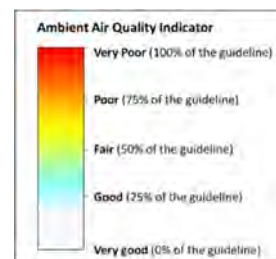 Ambient Air Quality Indicator
Very Poor (100% of the guideline)
Poor (75% of the guideline)
Fair (50% of the guideline)
Good (25% of the guideline)
Very good (0% of the guideline)